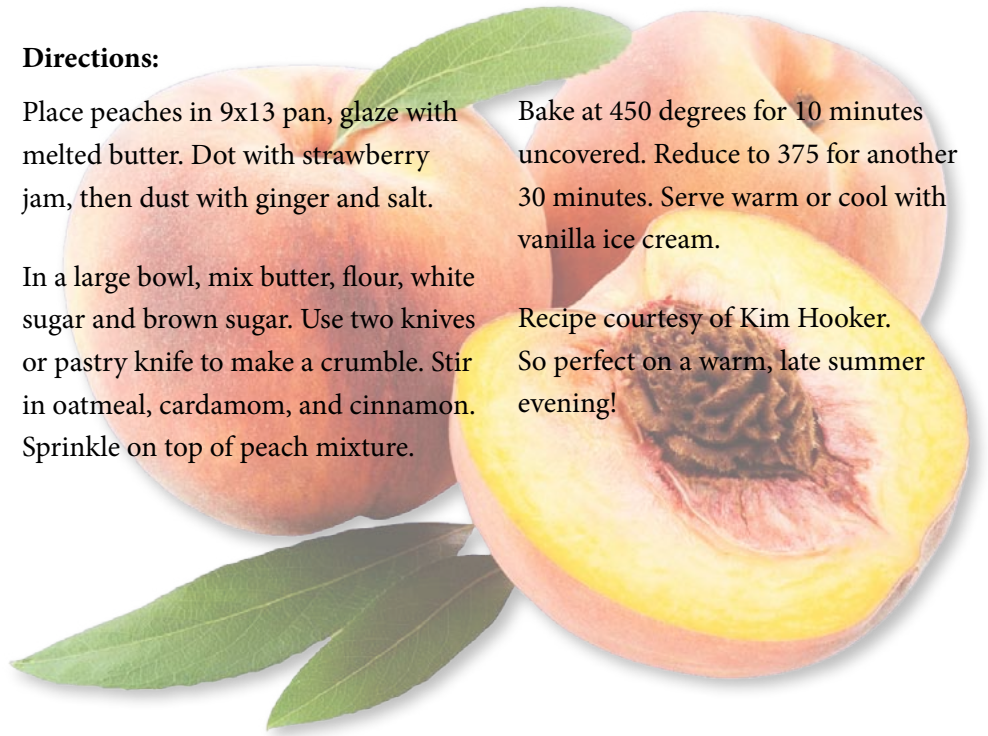 Directions:
Place peaches in 9x13 pan, glaze with
melted butter. Dot with strawberry
jam, then dust with ginger and salt.
In a large bowl, mix butter, flour, white
sugar and brown sugar. Use two knives
or pastry knife to make a crumble. Stir
in oatmeal, cardamom, and cinnamon.
Sprinkle on top of peach mixture.
Bake at 450 degrees for 10 minutes
uncovered. Reduce to 375 for another
30 minutes. Serve warm or cool with
vanilla ice cream.
Recipe courtesy of Kim Hooker.
So perfect on a warm, late summer
evening!